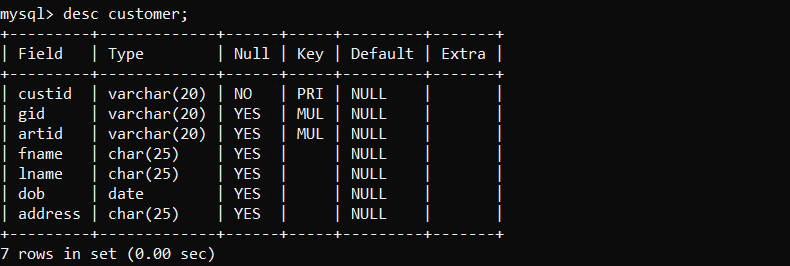 mysql> desc customer;
+---------+-------------+------+-----+---------+-------+
| Field   | Type        | Null | Key | Default | Extra |
+---------+-------------+------+-----+---------+-------+
| custid  | varchar(20) | NO   | PRI | NULL    |       |
| gid     | varchar(20) | YES  | MUL | NULL    |       |
| artid   | varchar(20) | YES  | MUL | NULL    |       |
| fname   | char(25)    | YES  |     | NULL    |       |
| lname   | char(25)    | YES  |     | NULL    |       |
| dob     | date        | YES  |     | NULL    |       |
| address | char(25)    | YES  |     | NULL    |       |
+---------+-------------+------+-----+---------+-------+
7 rows in set (0.00 sec)